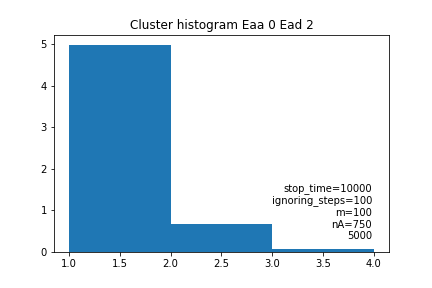 Cluster histogram Eaa 0 Ead 2
5
4
3
2
1
0
stop_time=10000
ignoring_steps=100
m=100
nA=750
5000
1.0 1.5 2.0 2.5 3.0 3.5 4.0